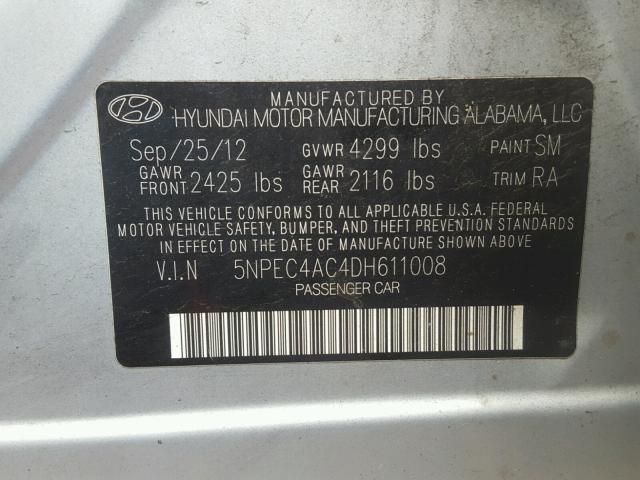 MANUFACTURED BY
HYUNDAI MOTOR MANUFACTURING ALABAMA, LLC
Sep/25/12 GVWR 4299 lbs PAINT SM
GAWR FRONT 2425 lbs GAWR REAR 2116 lbs TRIM RA
THIS VEHICLE CONFORMS TO ALL APPLICABLE U.S.A. FEDERAL
MOTOR VEHICLE SAFETY, BUMPER, AND THEFT PREVENTION STANDARDS
IN EFFECT ON THE DATE OF MANUFACTURE SHOWN ABOVE
V.I.N 5NPEC4AC4DH611008
PASSENGER CAR